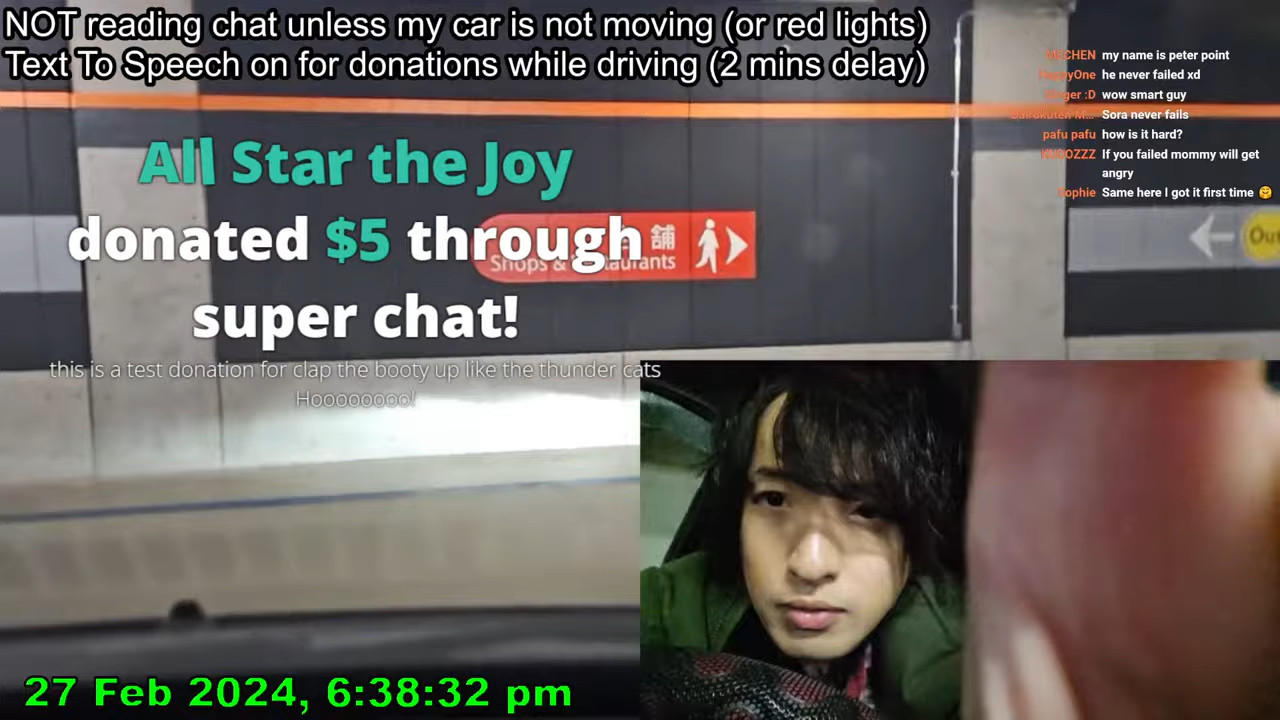 NOT reading chat unless my car is not moving (or red lights)
Text To Speech on for donations while driving (2 mins delay)
MECHEN my name is peter point
HappyOne he never failed xd
:D wow smart guy
Sora never fails
pafu pafu how is it hard?
If you failed mommy will get
angry
Sophie Same here I got it first time 🤗
All Star the Joy
donated $5 through
super chat!
舖
Shops &
this is a test donation for clap the booty up like the thunder cats
Hoooooooo!
Out
27 Feb 2024, 6:38:32 pm